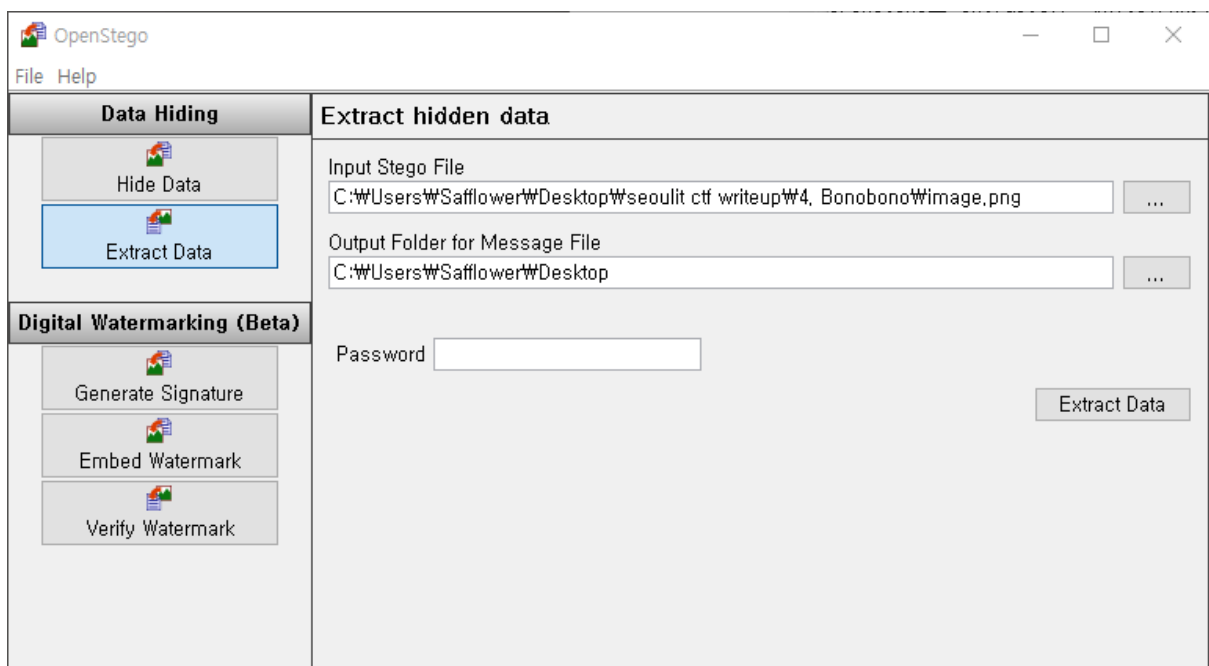 OpenStego
File Help
Data Hiding
Hide Data
Extract Data
Digital Watermarking (Beta)
Generate Signature
Embed Watermark
Verify Watermark
Extract hidden data
Input Stego File
C:₩Users₩Safflower₩Desktop₩seoulit ctf writeup₩4. Bonobono₩image.png
...
Output Folder for Message File
C:₩Users₩Safflower₩Desktop
...
Password
Extract Data